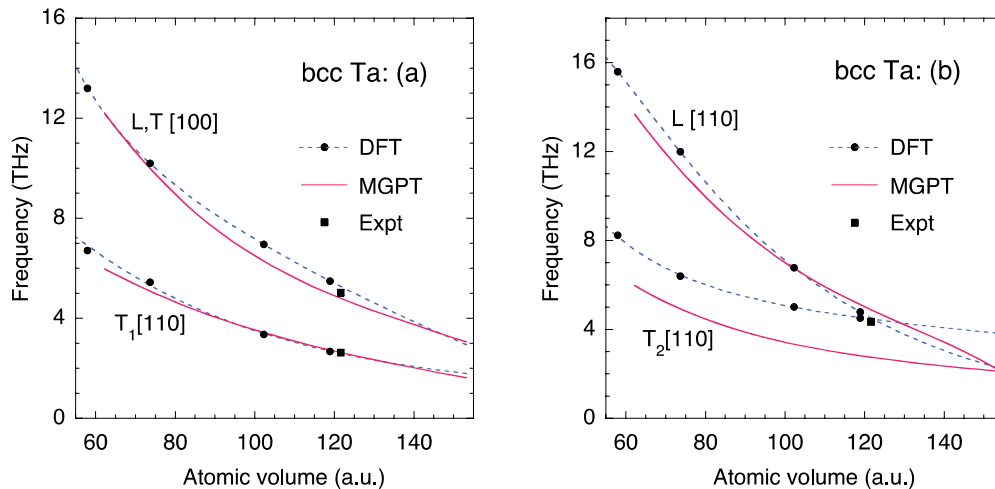 bcc Ta: (a)
L,T [100]
DFT
MGPT
Expt
T1[110]
Frequency (THz)
16
12
8
4
0
60 80 100 120 140
Atomic volume (a.u.)
bcc Ta: (b)
L [110]
DFT
MGPT
Expt
T2[110]
Frequency (THz)
16
12
8
4
0
60 80 100 120 140
Atomic volume (a.u.)